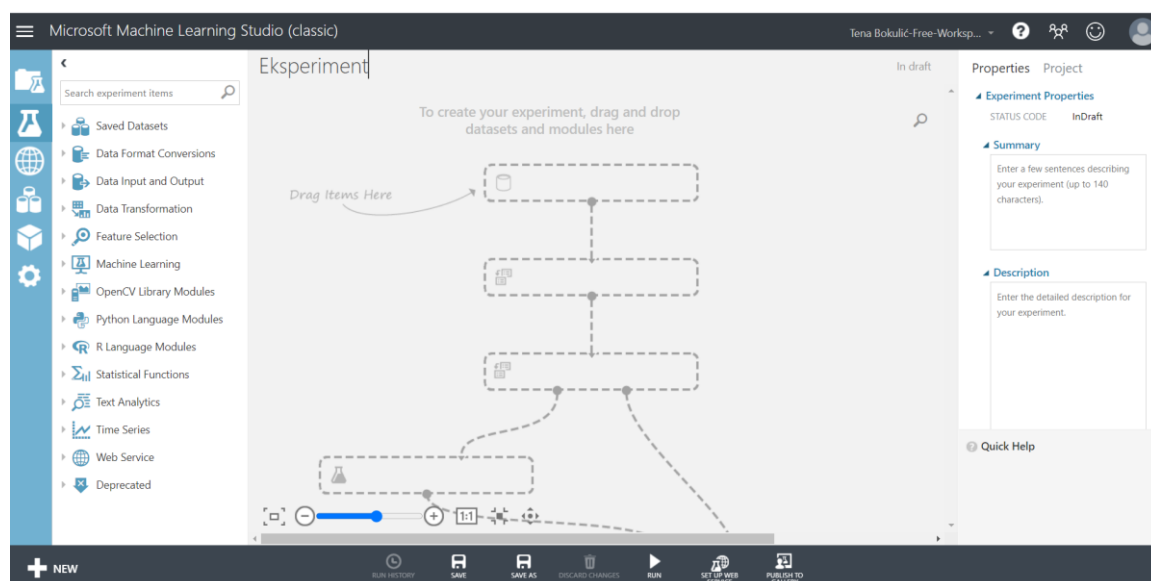 Microsoft Machine Learning Studio (classic)
Tena Bokulić-Free-Worksp...
?
Eksperiment
In draft
Properties Project
Search experiment items
Saved Datasets
Data Format Conversions
Data Input and Output
Data Transformation
Feature Selection
Machine Learning
OpenCV Library Modules
Python Language Modules
R Language Modules
Statistical Functions
Text Analytics
Time Series
Web Service
Deprecated
To create your experiment, drag and drop
datasets and modules here
Drag Items Here
1:1
Experiment Properties
STATUS CODE InDraft
Summary
Enter a few sentences describing
your experiment (up to 140
characters).
Description
Enter the detailed description for
your experiment.
Quick Help
NEW
RUN HISTORY
SAVE
SAVE AS
DISCARD CHANGES
RUN
SET UP WEB
SERVICE
PUBLISH TO
GALLERY